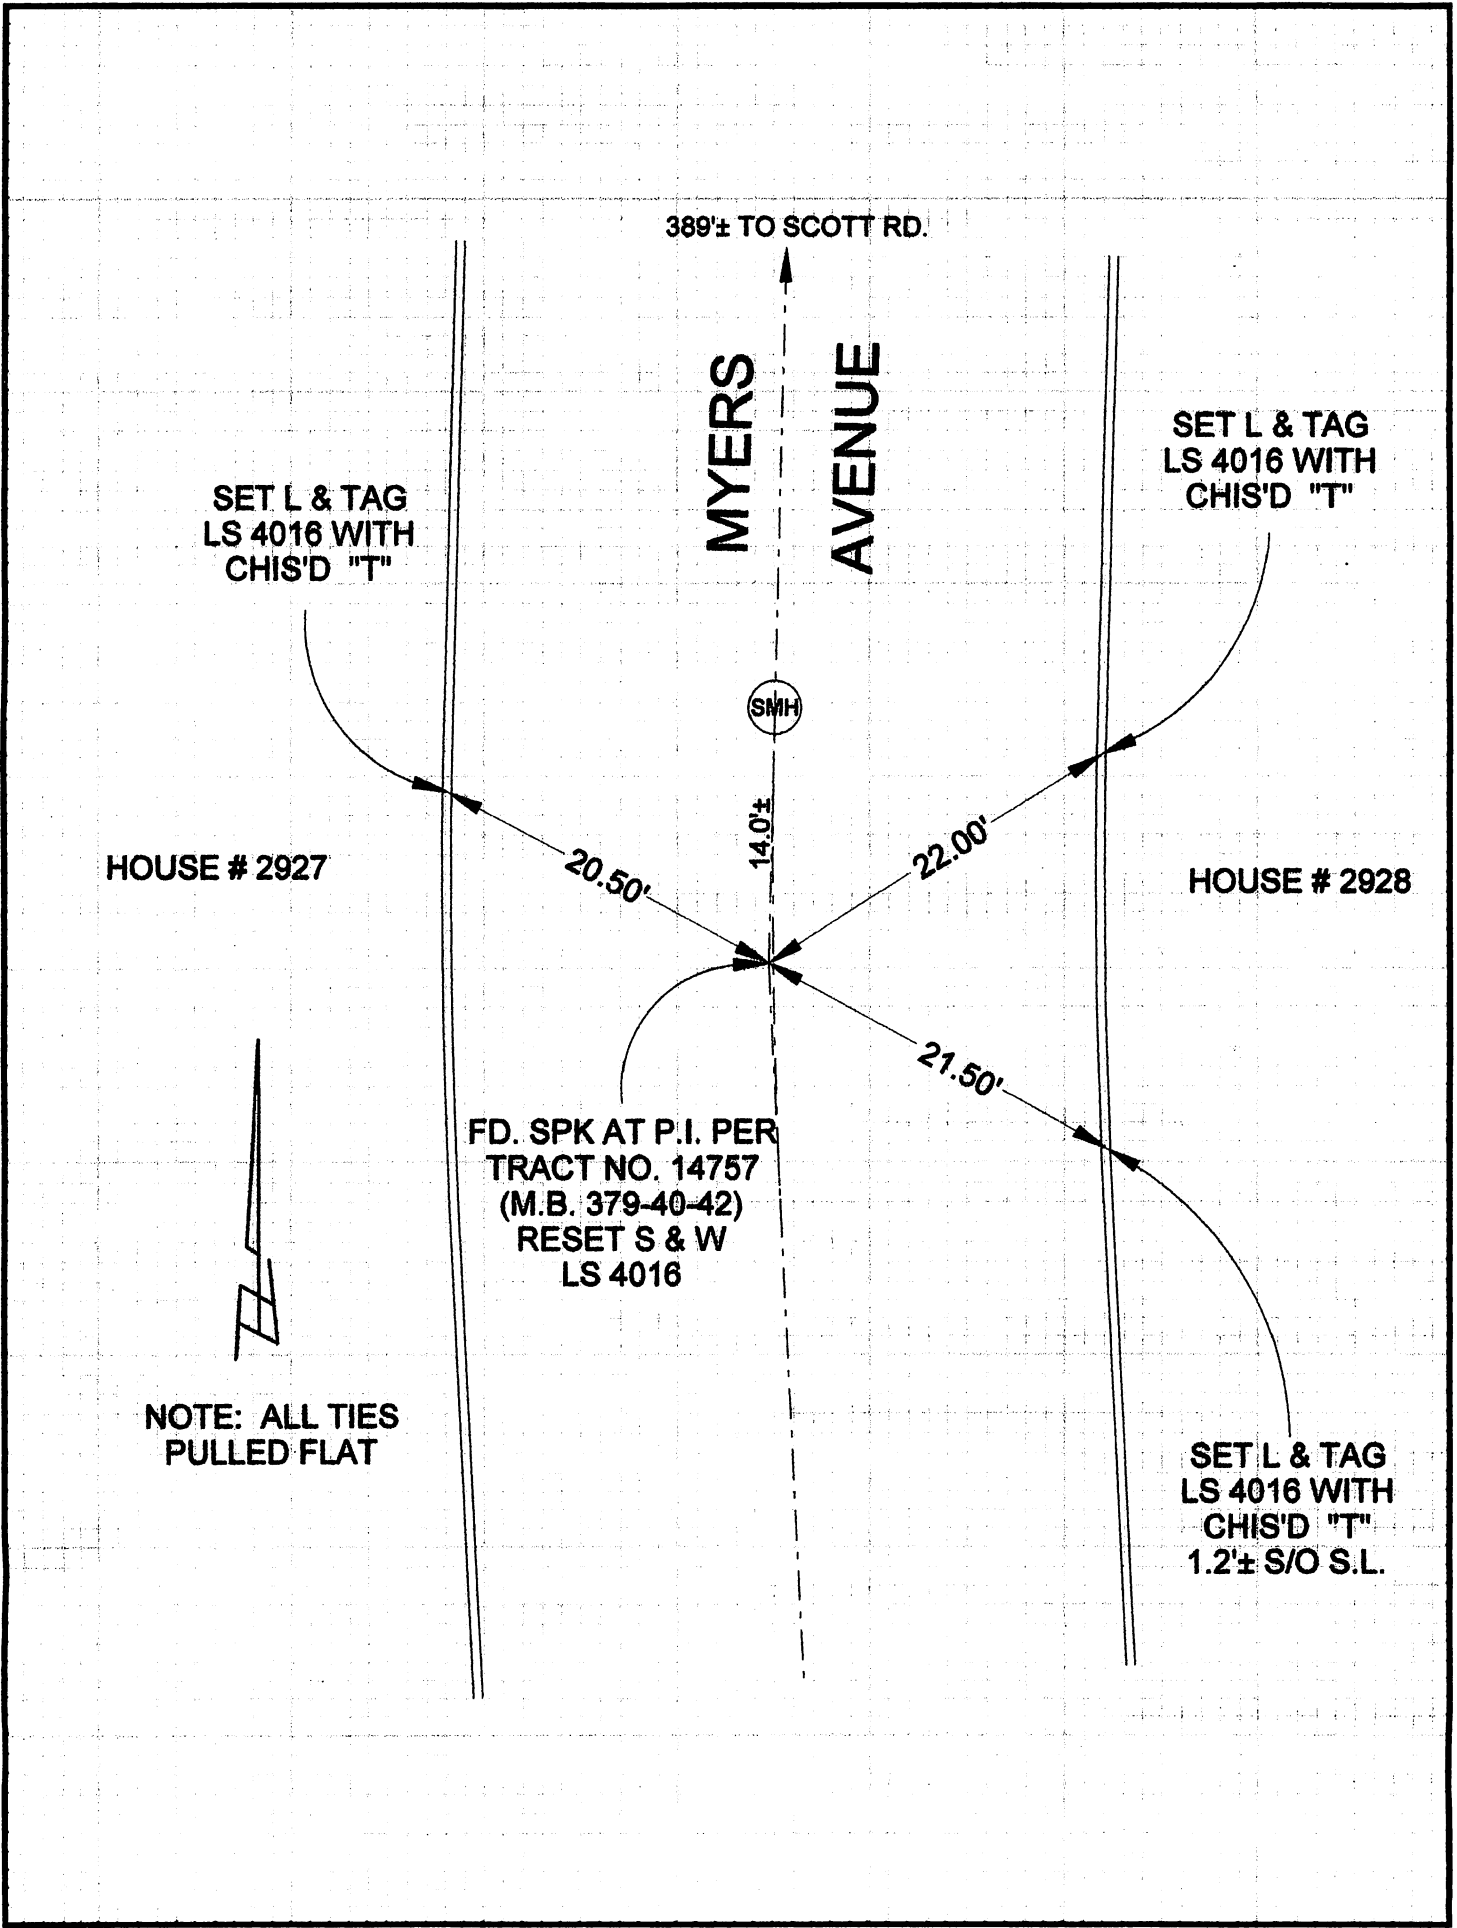 389'± TO SCOTT RD.
MYERS
AVENUE
SET L & TAG
LS 4016 WITH
CHIS'D "T"
SET L & TAG
LS 4016 WITH
CHIS'D "T"
SMH
14.0'±
20.50'
22.00'
HOUSE # 2927
HOUSE # 2928
21.50'
FD. SPK AT P.I. PER
TRACT NO. 14757
(M.B. 379-40-42)
RESET S & W
LS 4016
NOTE: ALL TIES
PULLED FLAT
SET L & TAG
LS 4016 WITH
CHIS'D "T"
1.2'± S/O S.L.